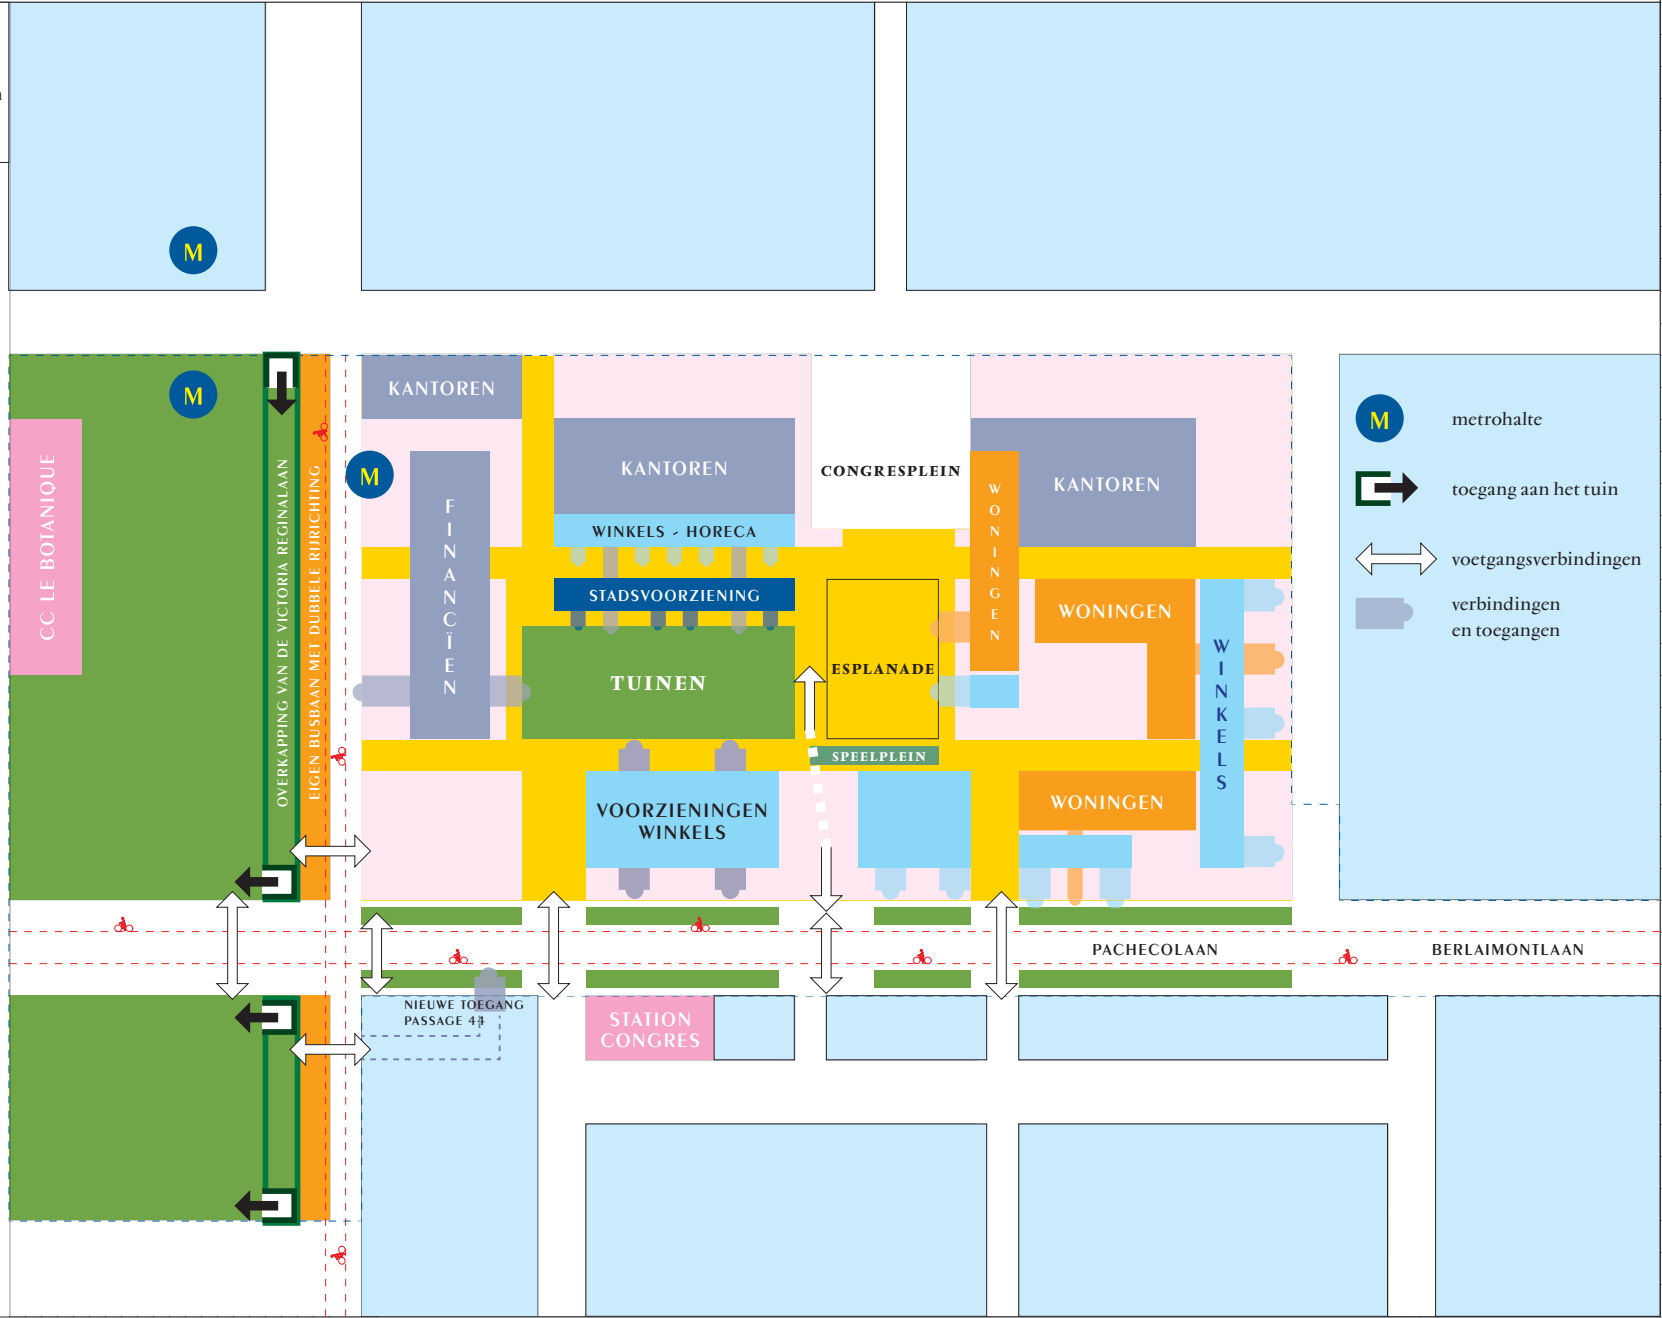 M
M
M
CC LE BOTANIQUE
OVERKAPPING VAN DE VICTORIA REGINALAAN
EIGEN BUSBAAN MET DUBBELE RIJRICHTING
KANTOREN
FINANCÏEN
KANTOREN
WINKELS - HORECA
STADSVOORZIENING
TUINEN
CONGRESPLEIN
ESPLANADE
SPEELPLEIN
WONINGEN
KANTOREN
WONINGEN
WINKELS
WONINGEN
VOORZIENINGEN
WINKELS
PACHECOLAAN
BERLAIMONTLAAN
NIEUWE TOEGANG
PASSAGE 44
STATION
CONGRES
M
metrohalte
toegang aan het tuin
voetgangsverbindingen
verbindingen
en toegangen